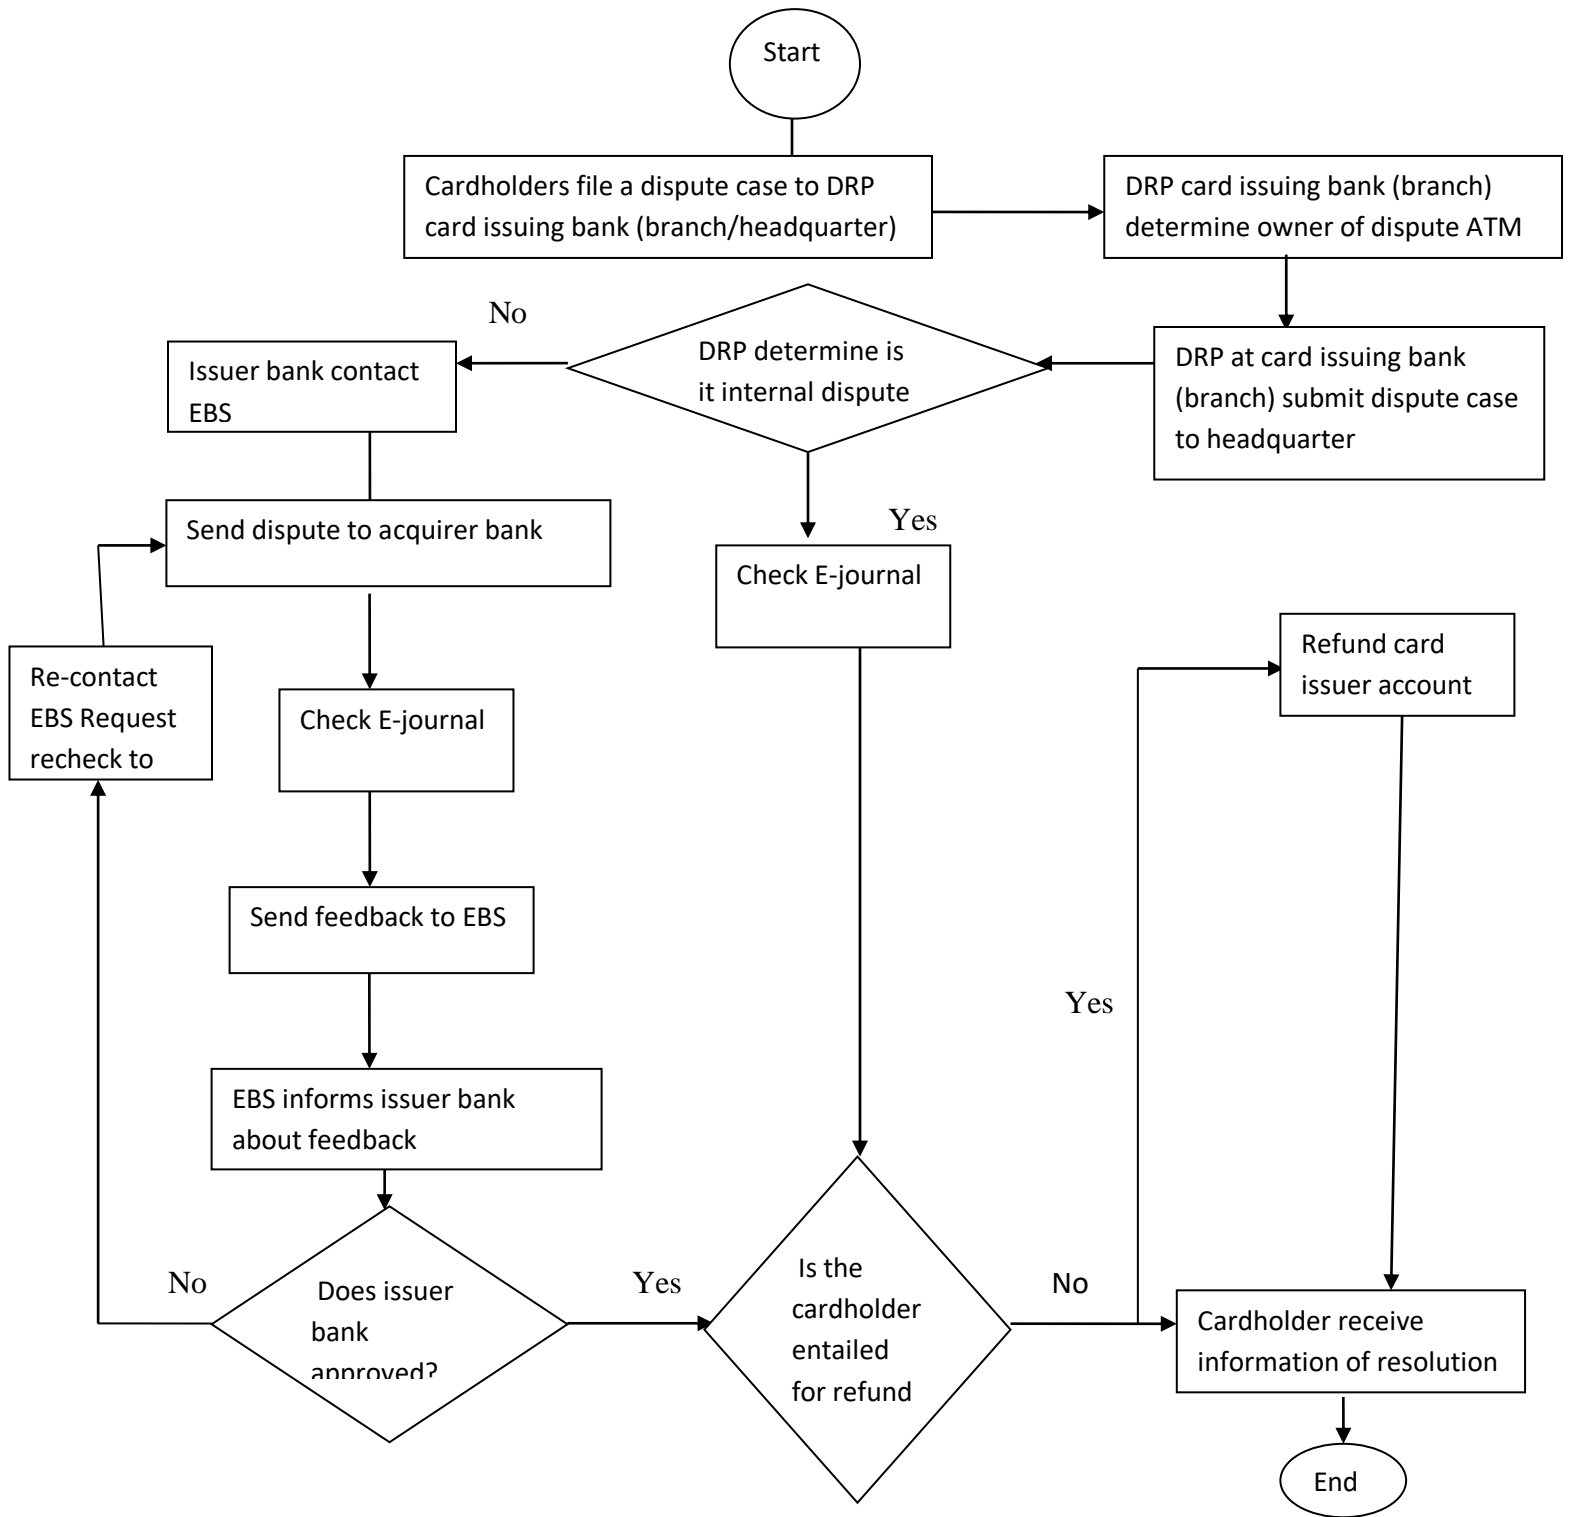 Start
Cardholders file a dispute case to DRP
card issuing bank (branch/headquarter)
DRP card issuing bank (branch)
determine owner of dispute ATM
DRP at card issuing bank
(branch) submit dispute case
to headquarter
DRP determine is
it internal dispute
No
Issuer bank contact
EBS
Send dispute to acquirer bank
Yes
Check E-journal
Re-contact
EBS Request
recheck to
Check E-journal
Refund card
issuer account
Send feedback to EBS
Yes
EBS informs issuer bank
about feedback
No
Does issuer
bank
approved?
Yes
Is the
cardholder
entailed
for refund
No
Cardholder receive
information of resolution
End